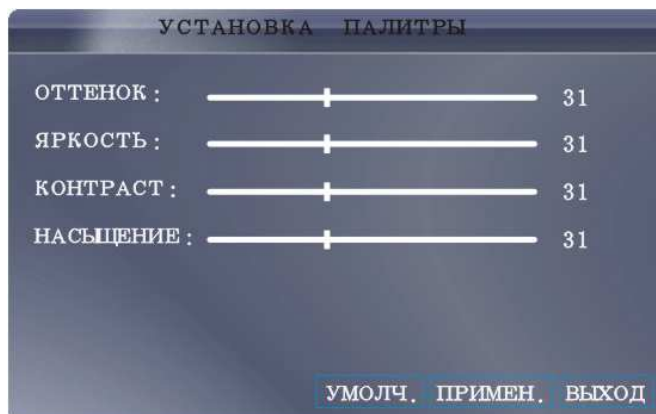 УСТАНОВКА ПАЛИТРЫ
ОТТЕНОК: 31
ЯРКОСТЬ: 31
КОНТРАСТ: 31
НАСЫЩЕНИЕ: 31
УМОЛЧ. ПРИМЕН. ВЫХОД